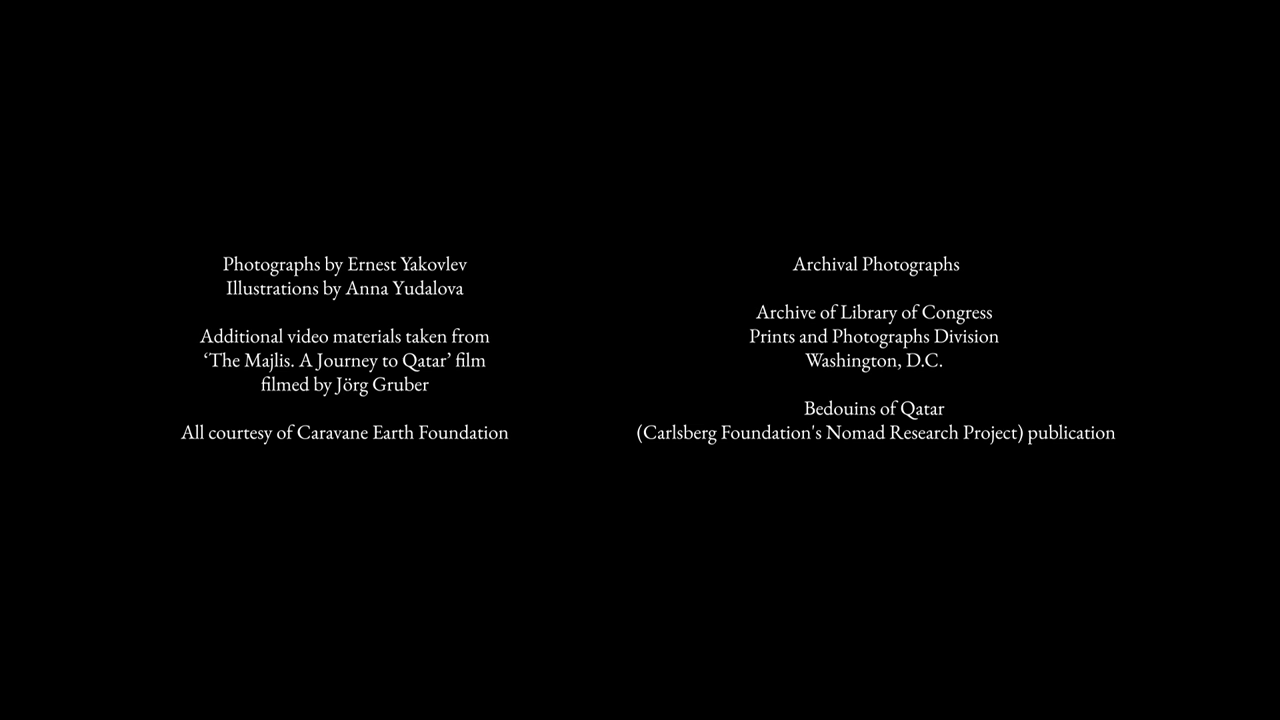 Photographs by Ernest Yakovlev
Illustrations by Anna Yudalova
Additional video materials taken from
‘The Majlis. A Journey to Qatar’ film
filmed by Jörg Gruber
All courtesy of Caravane Earth Foundation
Archival Photographs
Archive of Library of Congress
Prints and Photographs Division
Washington, D.C.
Bedouins of Qatar
(Carlsberg Foundation's Nomad Research Project) publication